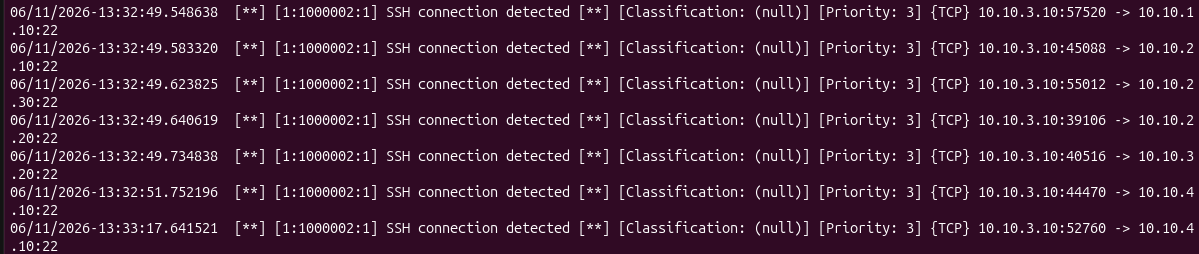 06/11/2026-13:32:49.548638  [**] [1:1000002:1] SSH connection detected [**] [Classification: (null)] [Priority: 3] {TCP} 10.10.3.10:57520 -> 10.10.1
.10:22
06/11/2026-13:32:49.583320  [**] [1:1000002:1] SSH connection detected [**] [Classification: (null)] [Priority: 3] {TCP} 10.10.3.10:45088 -> 10.10.2
.10:22
06/11/2026-13:32:49.623825  [**] [1:1000002:1] SSH connection detected [**] [Classification: (null)] [Priority: 3] {TCP} 10.10.3.10:55012 -> 10.10.2
.30:22
06/11/2026-13:32:49.640619  [**] [1:1000002:1] SSH connection detected [**] [Classification: (null)] [Priority: 3] {TCP} 10.10.3.10:39106 -> 10.10.2
.20:22
06/11/2026-13:32:49.734838  [**] [1:1000002:1] SSH connection detected [**] [Classification: (null)] [Priority: 3] {TCP} 10.10.3.10:40516 -> 10.10.3
.20:22
06/11/2026-13:32:51.752196  [**] [1:1000002:1] SSH connection detected [**] [Classification: (null)] [Priority: 3] {TCP} 10.10.3.10:44470 -> 10.10.4
.10:22
06/11/2026-13:33:17.641521  [**] [1:1000002:1] SSH connection detected [**] [Classification: (null)] [Priority: 3] {TCP} 10.10.3.10:52760 -> 10.10.4
.10:22